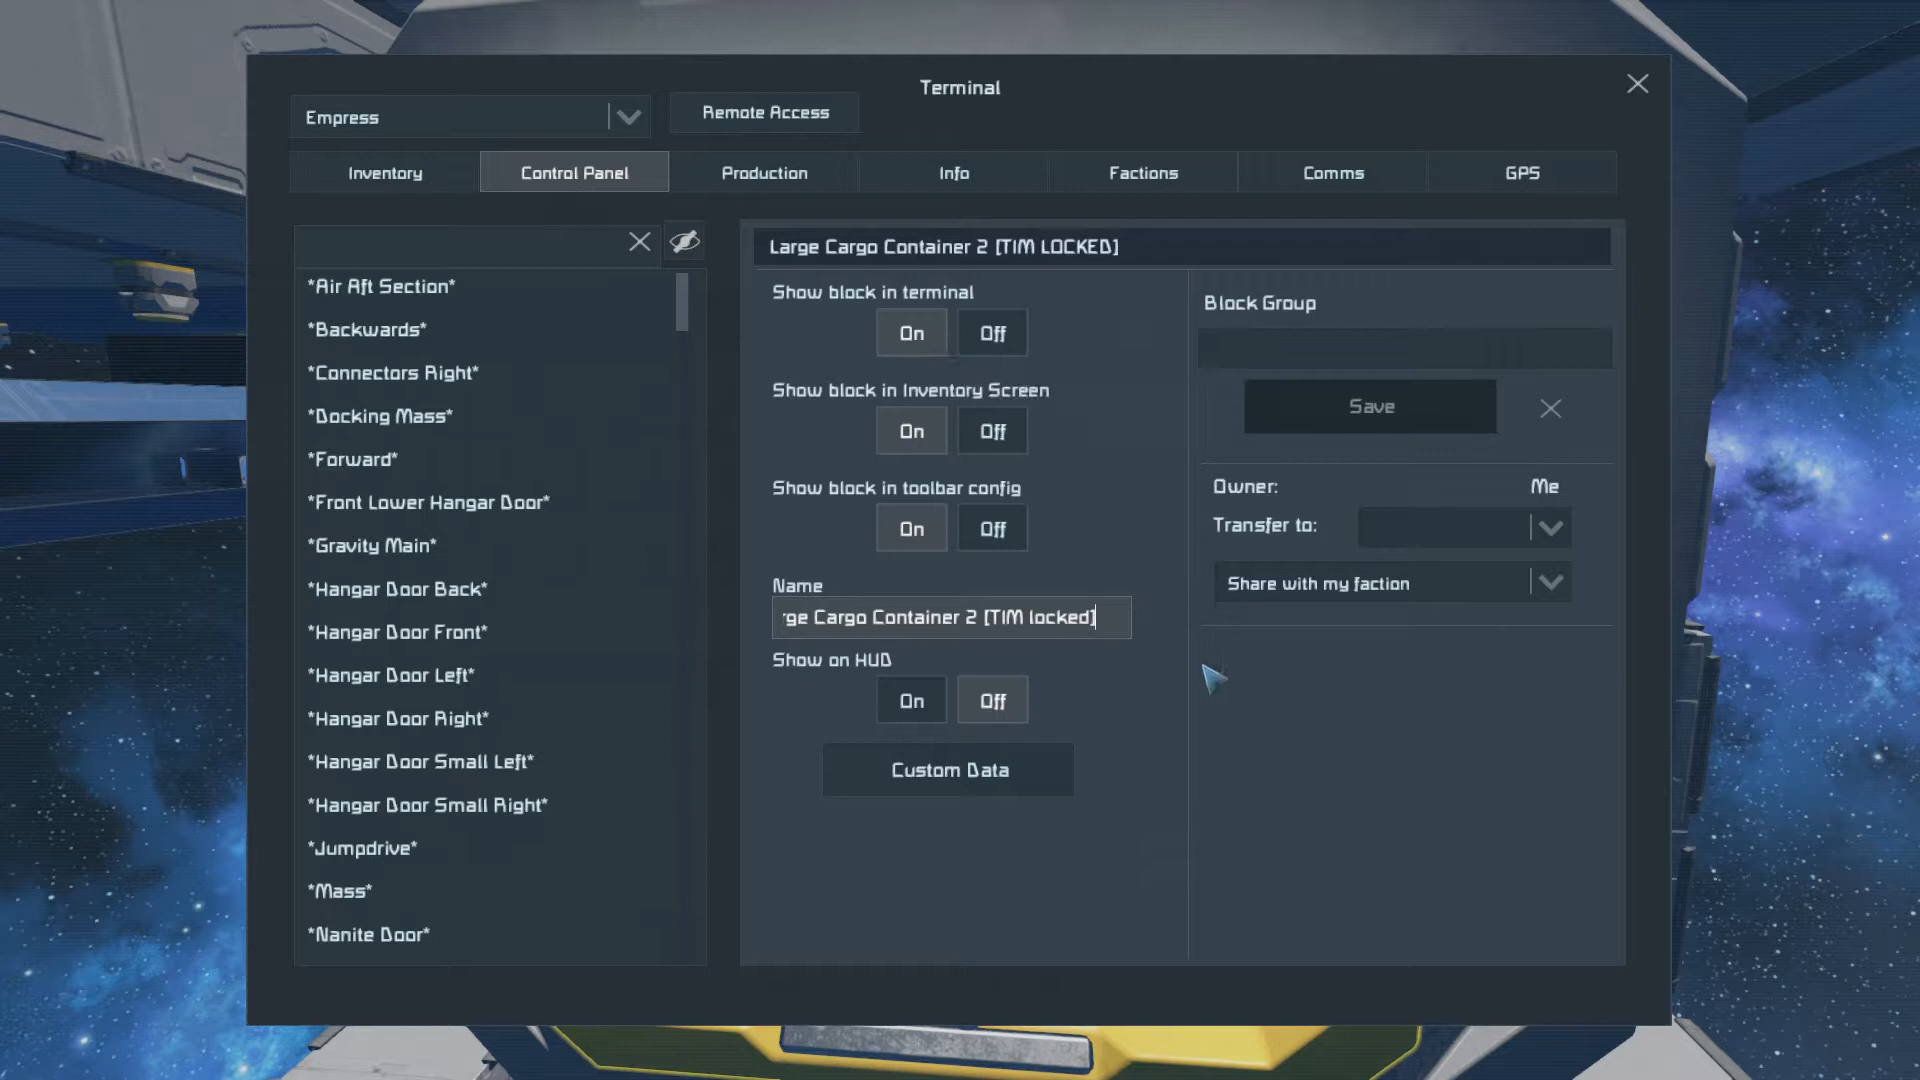 Terminal
Empress
Remote Access
Inventory
Control Panel
Production
Info
Factions
Comms
GPS
*Air Aft Section*
*Backwards*
*Connectors Right*
*Docking Mass*
*Forward*
*Front Lower Hangar Door*
*Gravity Main*
*Hangar Door Back*
*Hangar Door Front*
*Hangar Door Left*
*Hangar Door Right*
*Hangar Door Small Left*
*Hangar Door Small Right*
*Jumpdrive*
*Mass*
*Nanite Door*
Large Cargo Container 2 [TIM LOCKED]
Show block in terminal
On Off
Show block in Inventory Screen
On Off
Show block in toolbar config
On Off
Name
rge Cargo Container 2 [TIM locked]
Show on HUD
On Off
Custom Data
Block Group
Save
Owner: Me
Transfer to:
Share with my faction